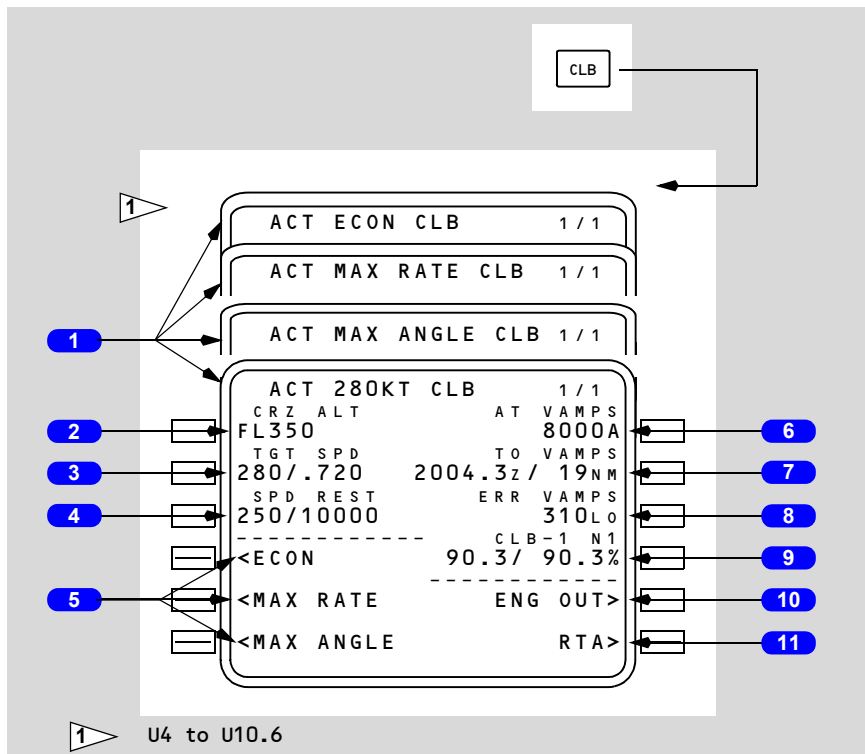 CLB
1
ACT ECON CLB 1/1
ACT MAX RATE CLB 1/1
1
ACT MAX ANGLE CLB 1/1
ACT 280KT CLB 1/1
CRZ ALT AT VAMPS
2 FL350 8000A 6
TGT SPD TO VAMPS
3 280/.720 2004.3z/ 19NM 7
SPD REST ERR VAMPS
4 250/10000 310LO 8
------------ CLB-1 N1
<ECON 90.3/ 90.3% 9
------------
5 <MAX RATE ENG OUT> 10
<MAX ANGLE RTA> 11
1 U4 to U10.6